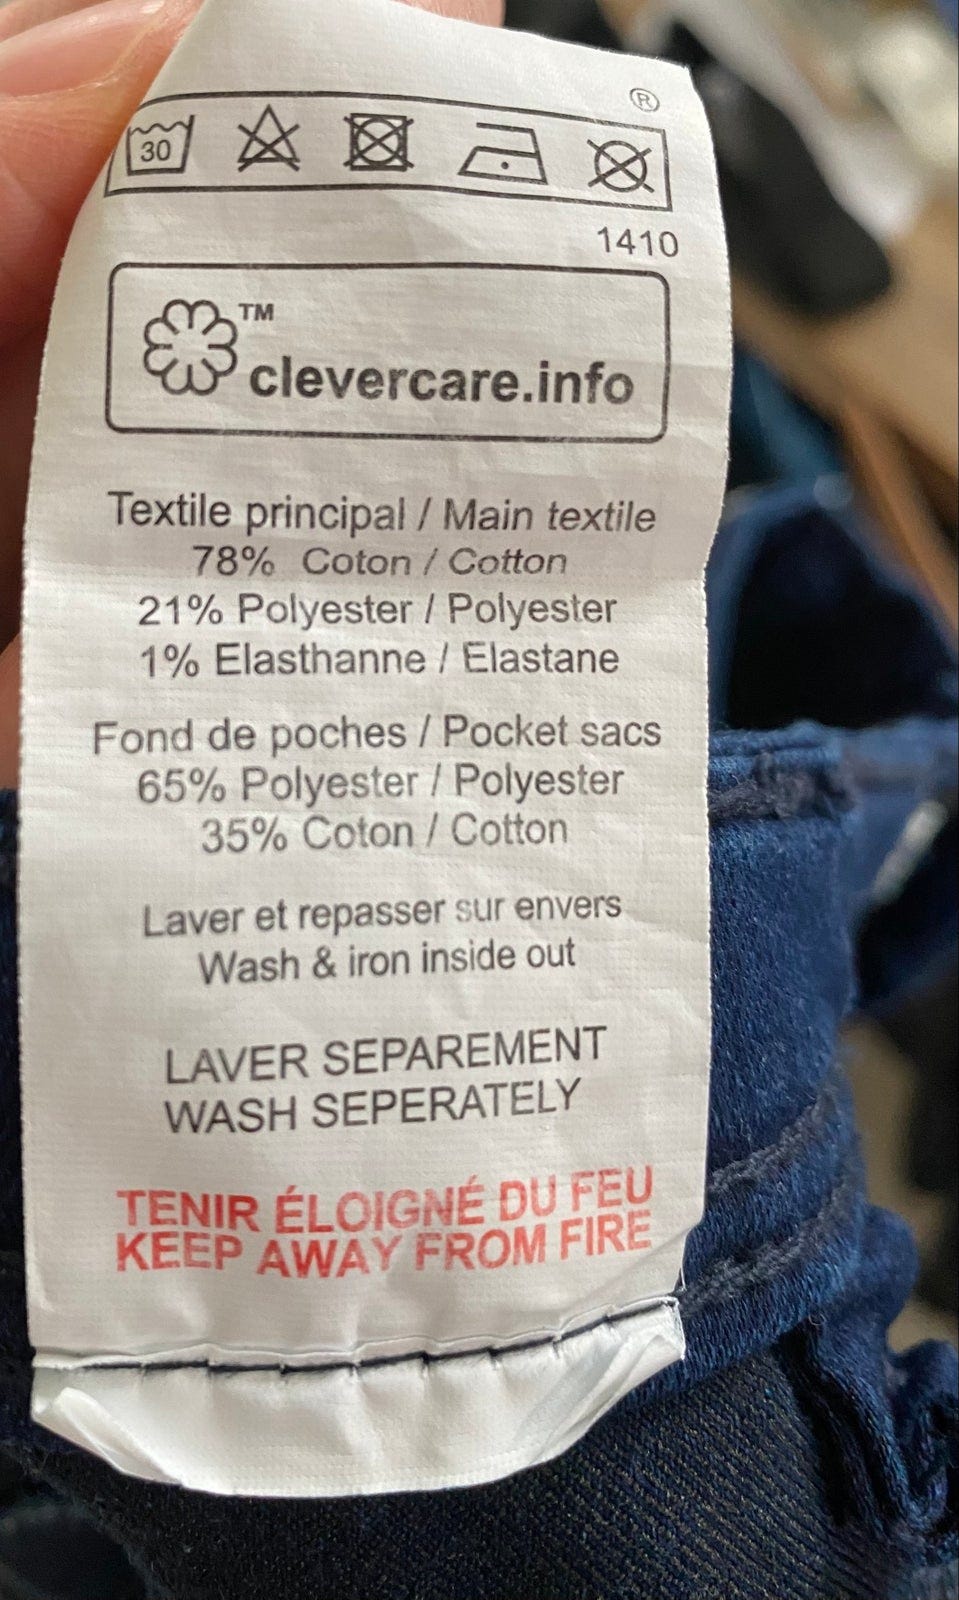 ®
30
1410
™
clevercare.info
Textile principal / Main textile
78% Coton / Cotton
21% Polyester / Polyester
1% Elasthanne / Elastane
Fond de poches / Pocket sacs
65% Polyester / Polyester
35% Coton / Cotton
Laver et repasser sur envers
Wash & iron inside out
LAVER SEPAREMENT
WASH SEPERATELY
TENIR ÉLOIGNÉ DU FEU
KEEP AWAY FROM FIRE